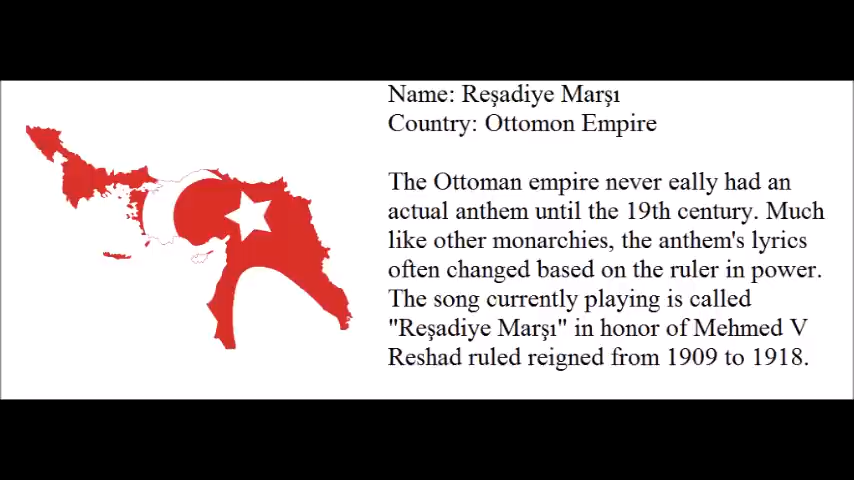 Name: Reşadiye Marşı
Country: Ottomon Empire
The Ottoman empire never eally had an
actual anthem until the 19th century. Much
like other monarchies, the anthem's lyrics
often changed based on the ruler in power.
The song currently playing is called
"Reşadiye Marşı" in honor of Mehmed V
Reshad ruled reigned from 1909 to 1918.